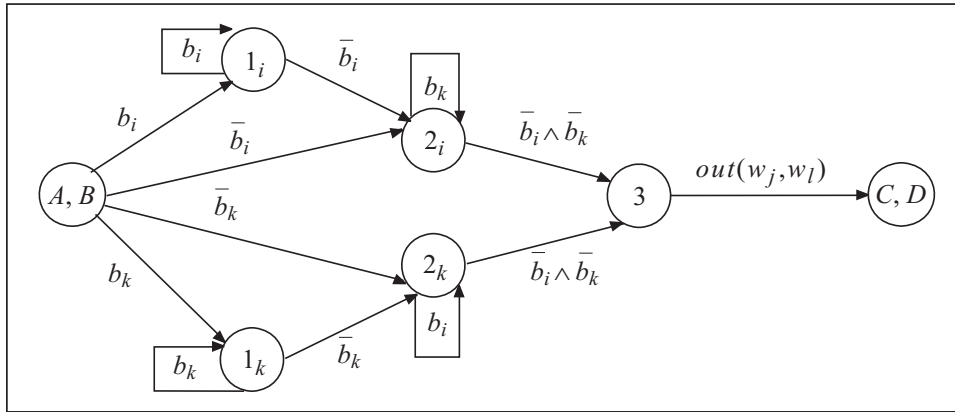 b_i
1_i
b̄_i
b_k
2_i
b̄_i ∧ b̄_k
b_i
b̄_i
A, B
3
out(w_j,w_l)
C, D
b̄_k
b_k
2_k
b̄_i ∧ b̄_k
b_i
b_k
1_k
b̄_k